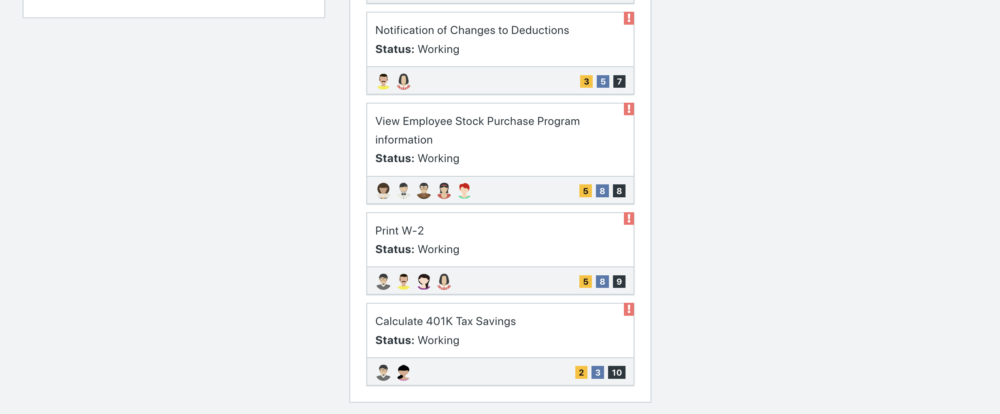 !
Notification of Changes to Deductions
Status: Working
3 5 7
!
View Employee Stock Purchase Program
information
Status: Working
5 8 8
!
Print W-2
Status: Working
5 8 9
!
Calculate 401K Tax Savings
Status: Working
2 3 10